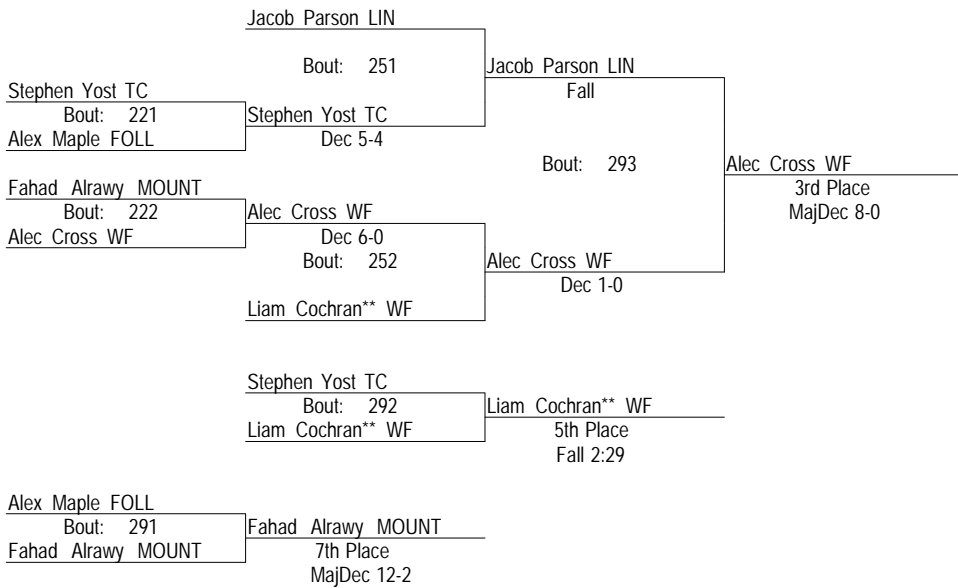 Jacob Parson LIN
Bout: 251
Jacob Parson LIN
Fall
Stephen Yost TC
Bout: 221
Alex Maple FOLL
Stephen Yost TC
Dec 5-4
Bout: 293
Alec Cross WF
3rd Place
MajDec 8-0
Fahad Alrawy MOUNT
Bout: 222
Alec Cross WF
Alec Cross WF
Dec 6-0
Bout: 252
Alec Cross WF
Dec 1-0
Liam Cochran** WF
Stephen Yost TC
Bout: 292
Liam Cochran** WF
Liam Cochran** WF
5th Place
Fall 2:29
Alex Maple FOLL
Bout: 291
Fahad Alrawy MOUNT
Fahad Alrawy MOUNT
7th Place
MajDec 12-2